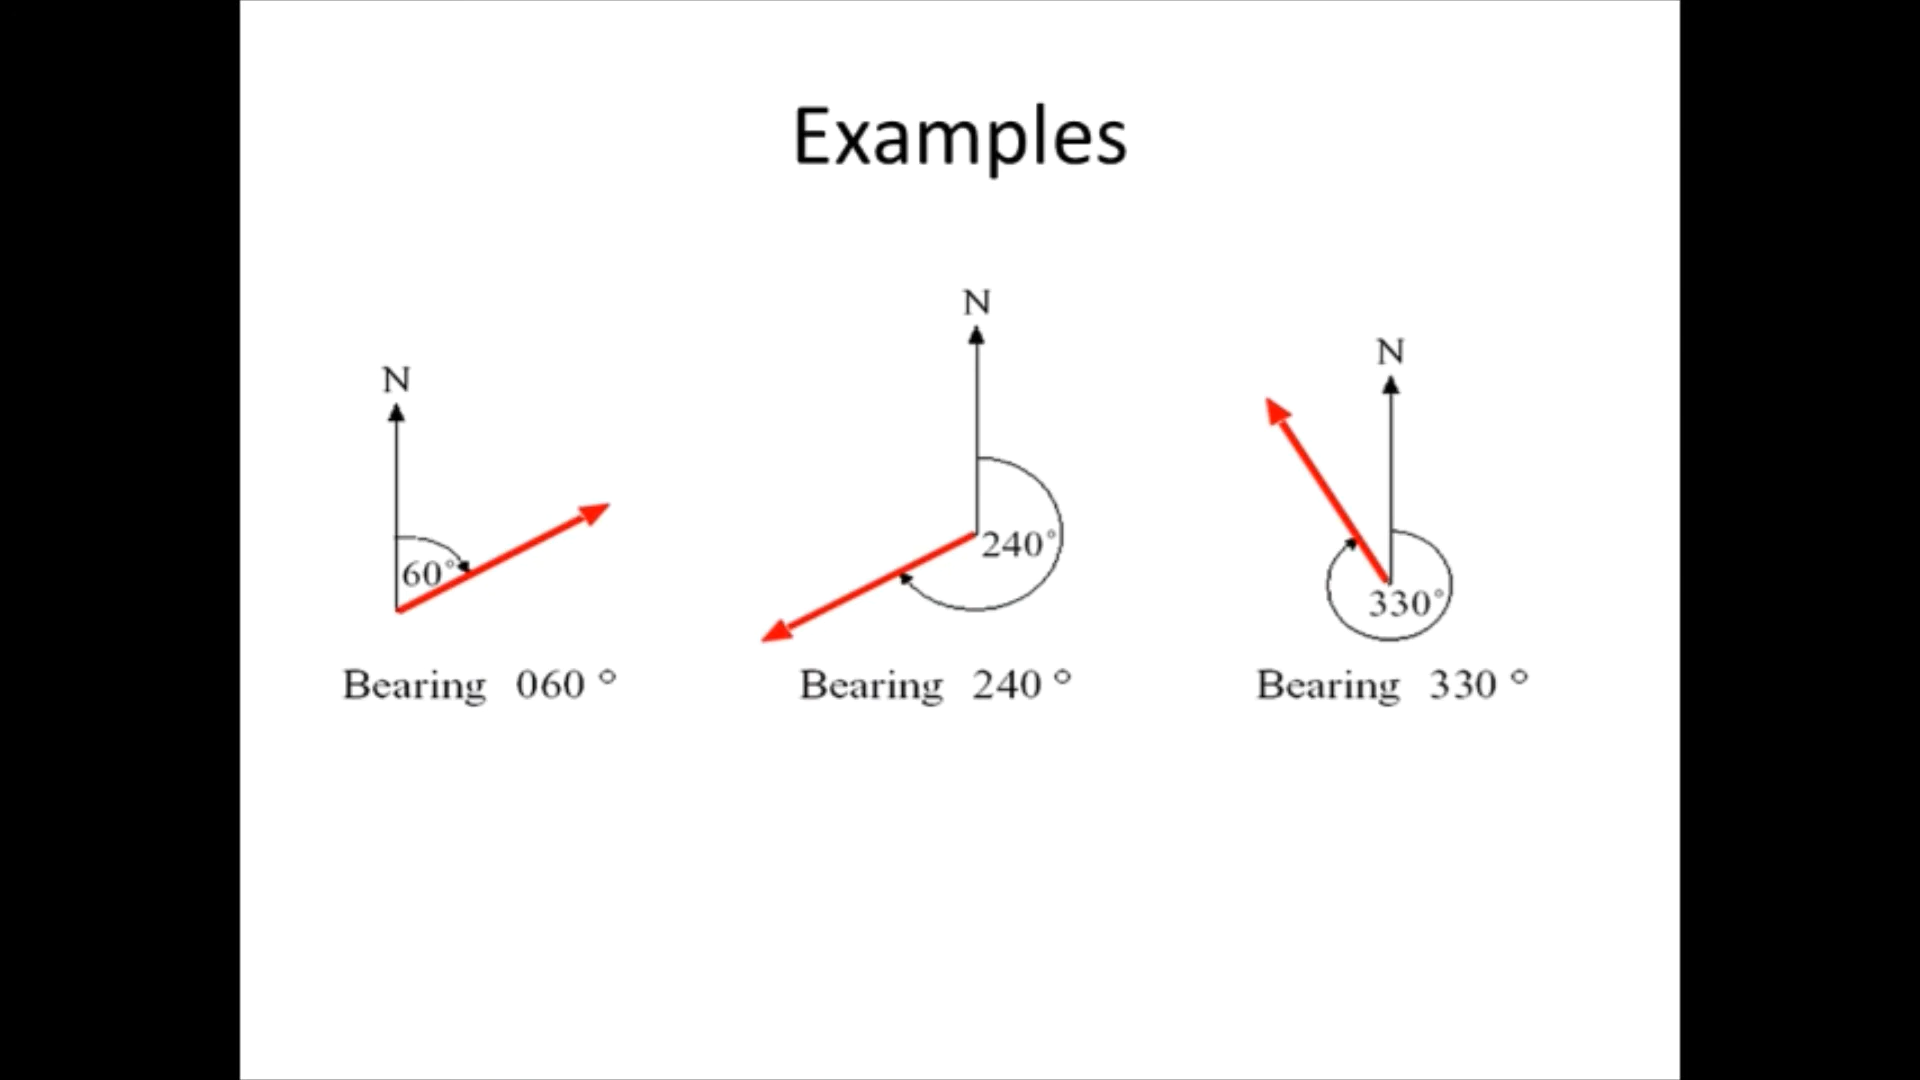 Examples
N
60°
Bearing 060 °
N
240°
Bearing 240 °
N
330°
Bearing 330 °